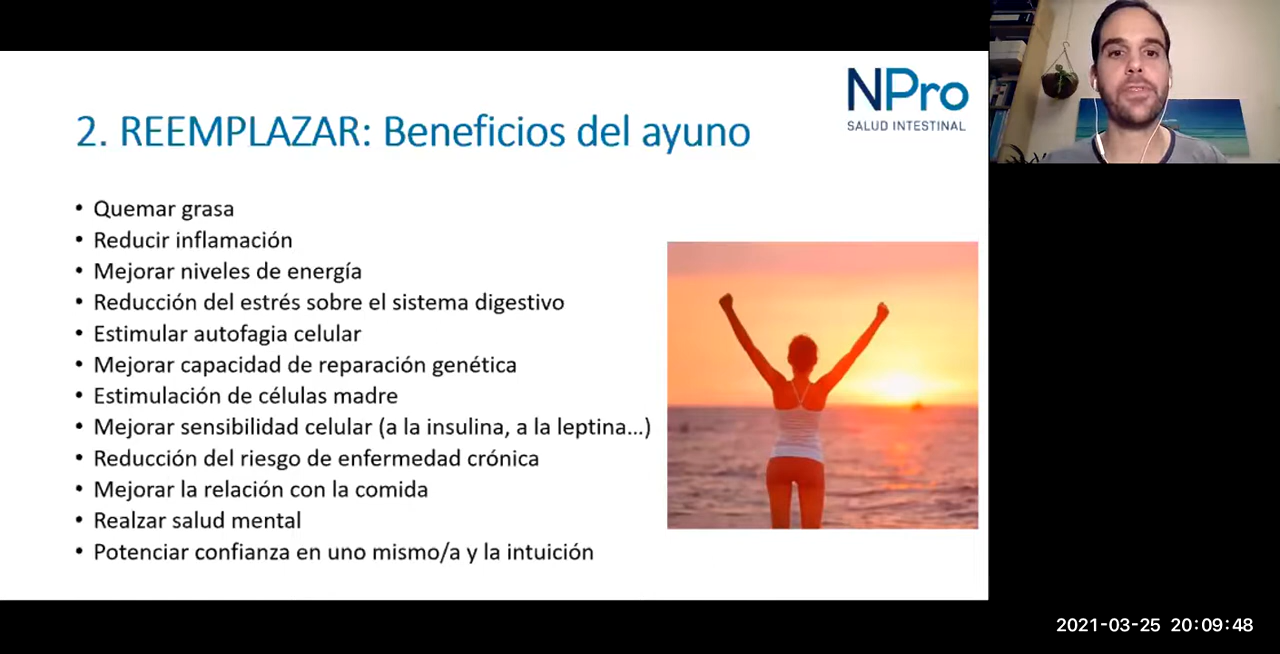 NPro
SALUD INTESTINAL
2. REEMPLAZAR: Beneficios del ayuno
• Quemar grasa
• Reducir inflamación
• Mejorar niveles de energía
• Reducción del estrés sobre el sistema digestivo
• Estimular autofagia celular
• Mejorar capacidad de reparación genética
• Estimulación de células madre
• Mejorar sensibilidad celular (a la insulina, a la leptina...)
• Reducción del riesgo de enfermedad crónica
• Mejorar la relación con la comida
• Realzar salud mental
• Potenciar confianza en uno mismo/a y la intuición
2021-03-25 20:09:48